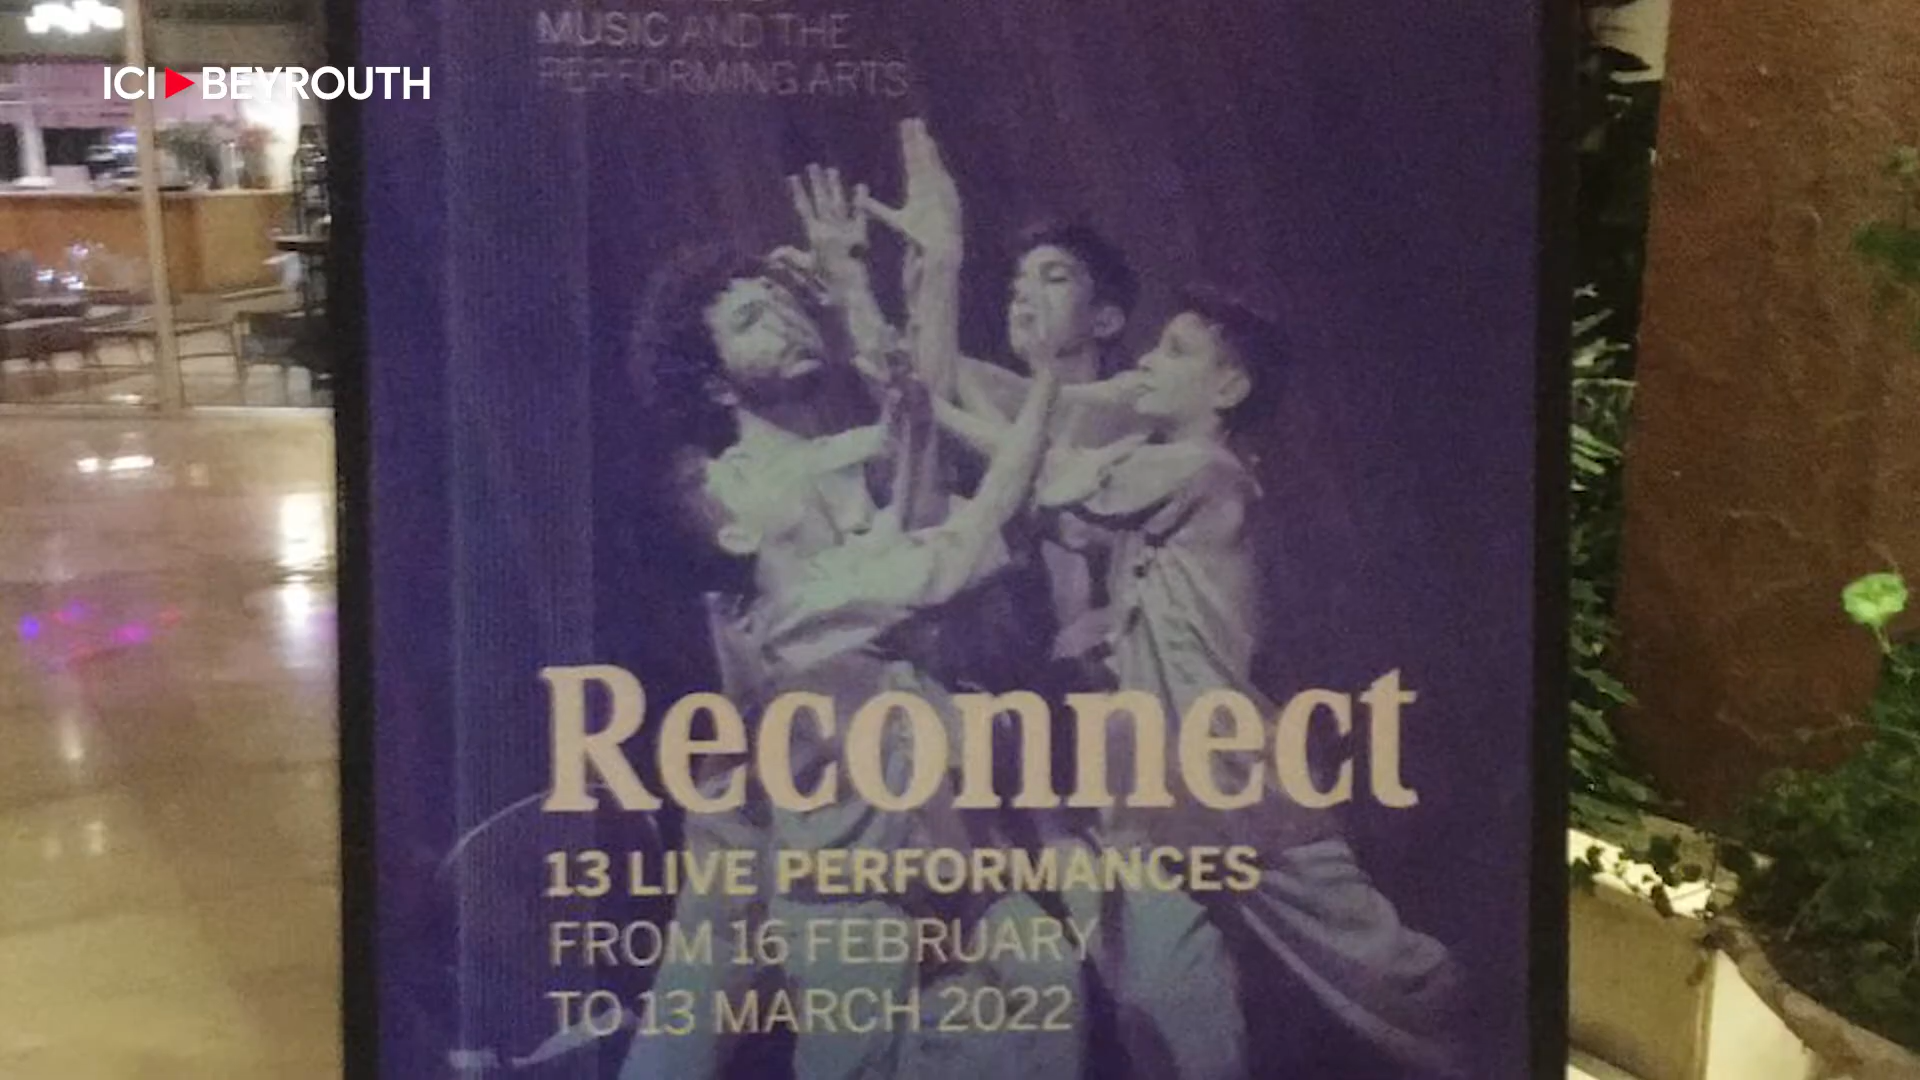 ICI BEYROUTH
MUSIC AND THE
PERFORMING ARTS
Reconnect
13 LIVE PERFORMANCES
FROM 16 FEBRUARY
TO 13 MARCH 2022